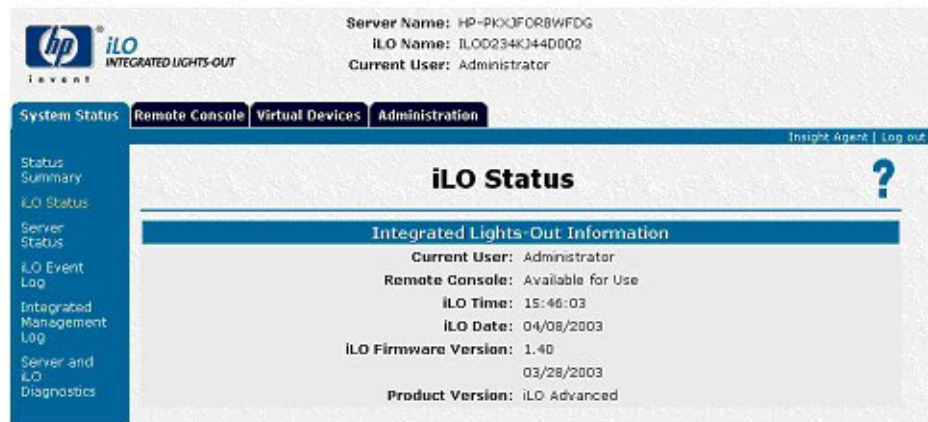 Server Name: HP-PKXJFOR8WFDG
iLO Name: ILOD234KJ44D002
Current User: Administrator
hp
invent
iLO
INTEGRATED LIGHTS-OUT
System Status
Remote Console
Virtual Devices
Administration
Insight Agent | Log out
Status
Summary
iLO Status
Server
Status
iLO Event
Log
Integrated
Management
Log
Server and
iLO
Diagnostics
iLO Status
?
Integrated Lights-Out Information
Current User: Administrator
Remote Console: Available for Use
iLO Time: 15:46:03
iLO Date: 04/08/2003
iLO Firmware Version: 1.40
03/28/2003
Product Version: iLO Advanced